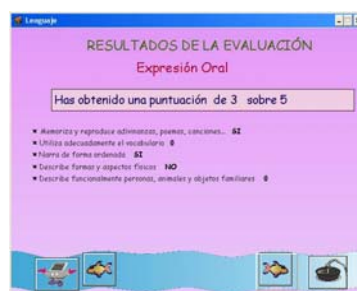 Lenguaje
RESULTADOS DE LA EVALUACIÓN
Expresión Oral
Has obtenido una puntuación de 3 sobre 5
Memoriza y reproduce adivinanzas, poemas, canciones... SI
Utiliza adecuadamente el vocabulario 0
Narra de forma ordenada SI
Describe formas y aspectos físicos NO
Describe funcionalmente personas, animales y objetos familiares 0